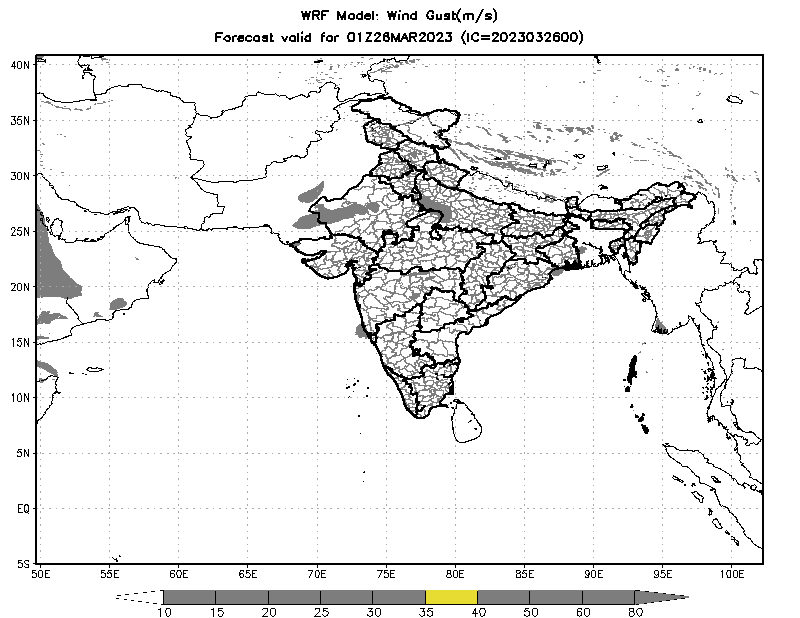 WRF Model: Wind Gust(m/s)
Forecast valid for 01Z26MAR2023 (IC=2023032600)
40N
35N
30N
25N
20N
15N
10N
5N
EQ
5S
50E 55E 60E 65E 70E 75E 80E 85E 90E 95E 100E
10 15 20 25 30 35 40 50 60 80